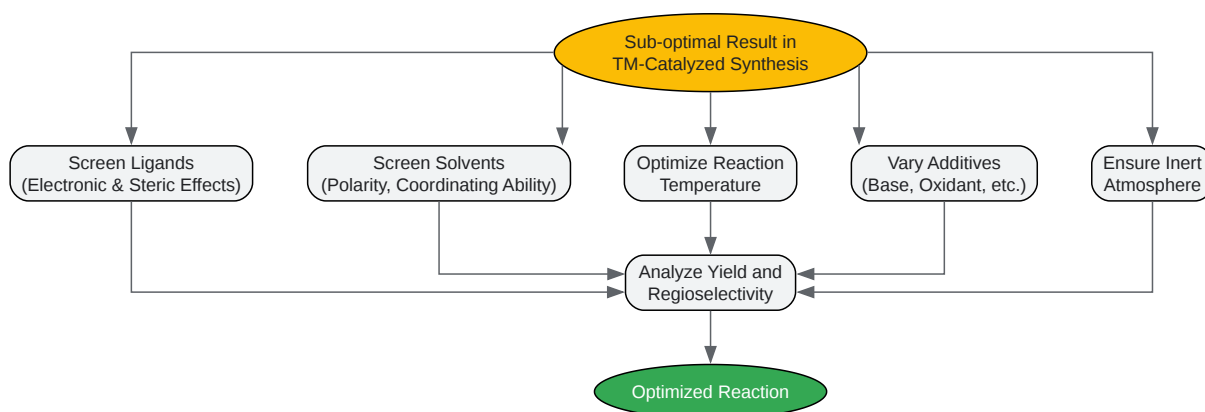 Sub-optimal Result in
TM-Catalyzed Synthesis
Screen Ligands
(Electronic & Steric Effects)
Screen Solvents
(Polarity, Coordinating Ability)
Optimize Reaction
Temperature
Vary Additives
(Base, Oxidant, etc.)
Ensure Inert
Atmosphere
Analyze Yield and
Regioselectivity
Optimized Reaction